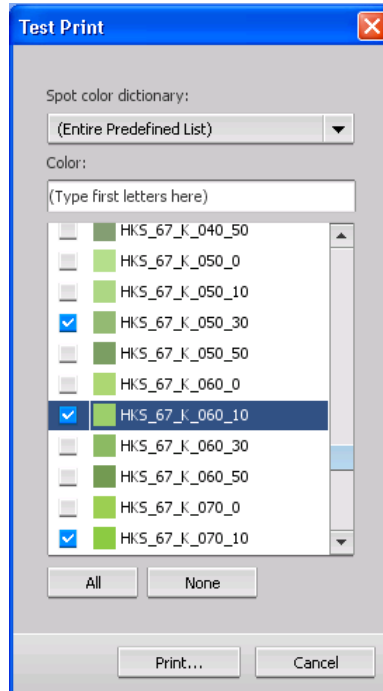 Test Print
Spot color dictionary:
(Entire Predefined List)
Color:
(Type first letters here)
HKS_67_K_040_50
HKS_67_K_050_0
HKS_67_K_050_10
HKS_67_K_050_30
HKS_67_K_050_50
HKS_67_K_060_0
HKS_67_K_060_10
HKS_67_K_060_30
HKS_67_K_060_50
HKS_67_K_070_0
HKS_67_K_070_10
All None
Print... Cancel